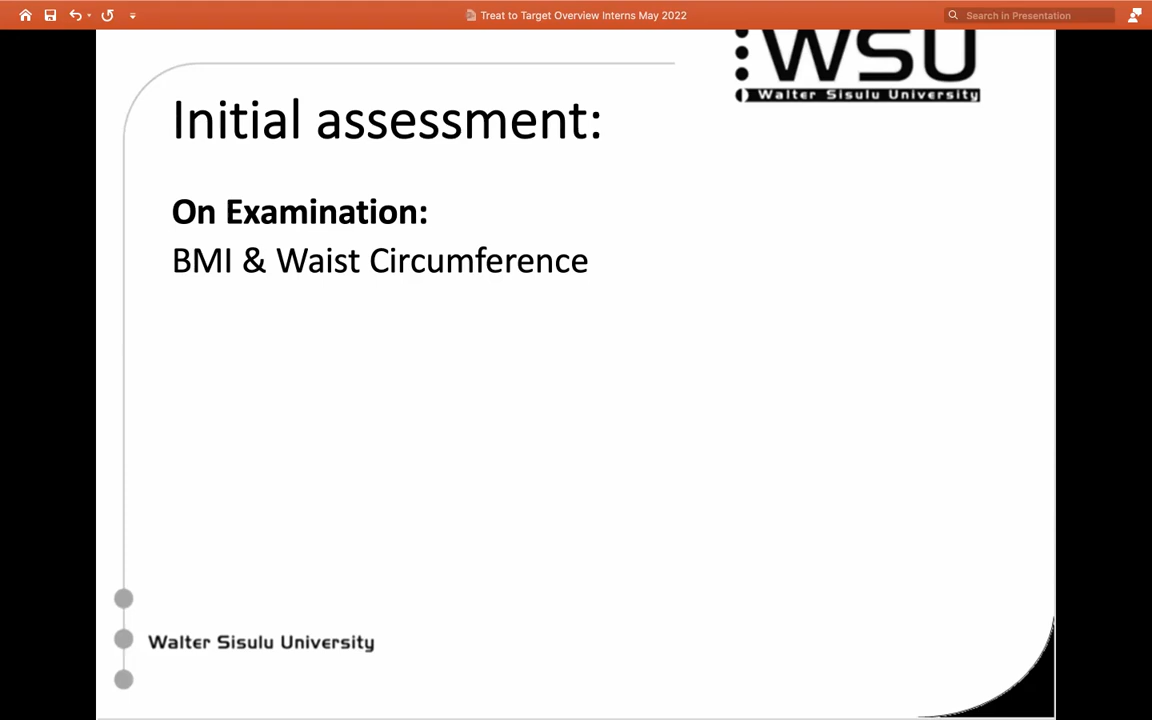 Treat to Target Overview Interns May 2022
Search in Presentation
WSU
Walter Sisulu University
Initial assessment:
On Examination:
BMI & Waist Circumference
Walter Sisulu University